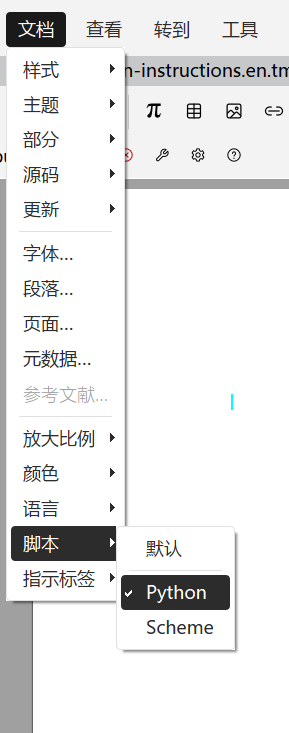 文档 查看 转到 工具
n-instructions.en.tm
样式
主题
部分
源码
更新
字体...
段落...
页面...
元数据...
参考文献...
放大比例
颜色
语言
脚本
指示标签
默认
Python
Scheme